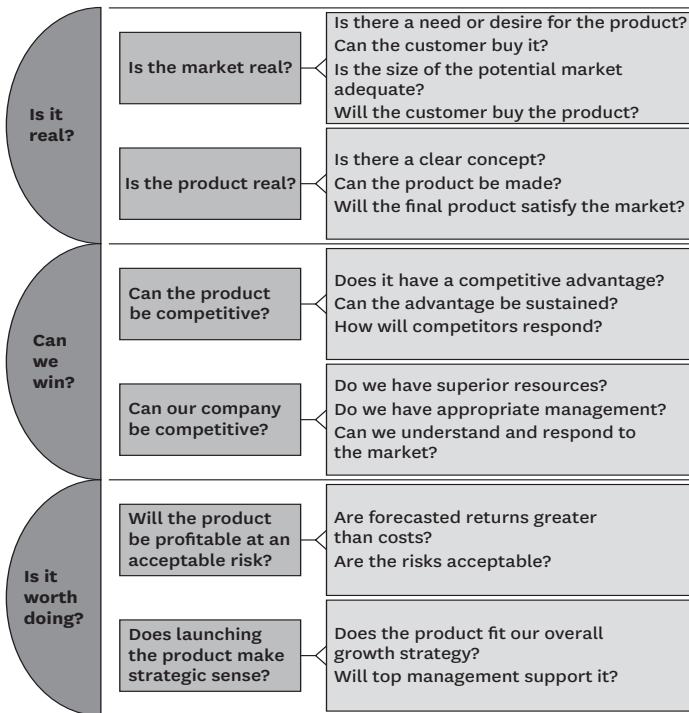 Is it
real?
Is the market real?
Is there a need or desire for the product?
Can the customer buy it?
Is the size of the potential market
adequate?
Will the customer buy the product?
Is the product real?
Is there a clear concept?
Can the product be made?
Will the final product satisfy the market?
Can
we
win?
Can the product
be competitive?
Does it have a competitive advantage?
Can the advantage be sustained?
How will competitors respond?
Can our company
be competitive?
Do we have superior resources?
Do we have appropriate management?
Can we understand and respond to
the market?
Is it
worth
doing?
Will the product
be profitable at an
acceptable risk?
Are forecasted returns greater
than costs?
Are the risks acceptable?
Does launching
the product make
strategic sense?
Does the product fit our overall
growth strategy?
Will top management support it?